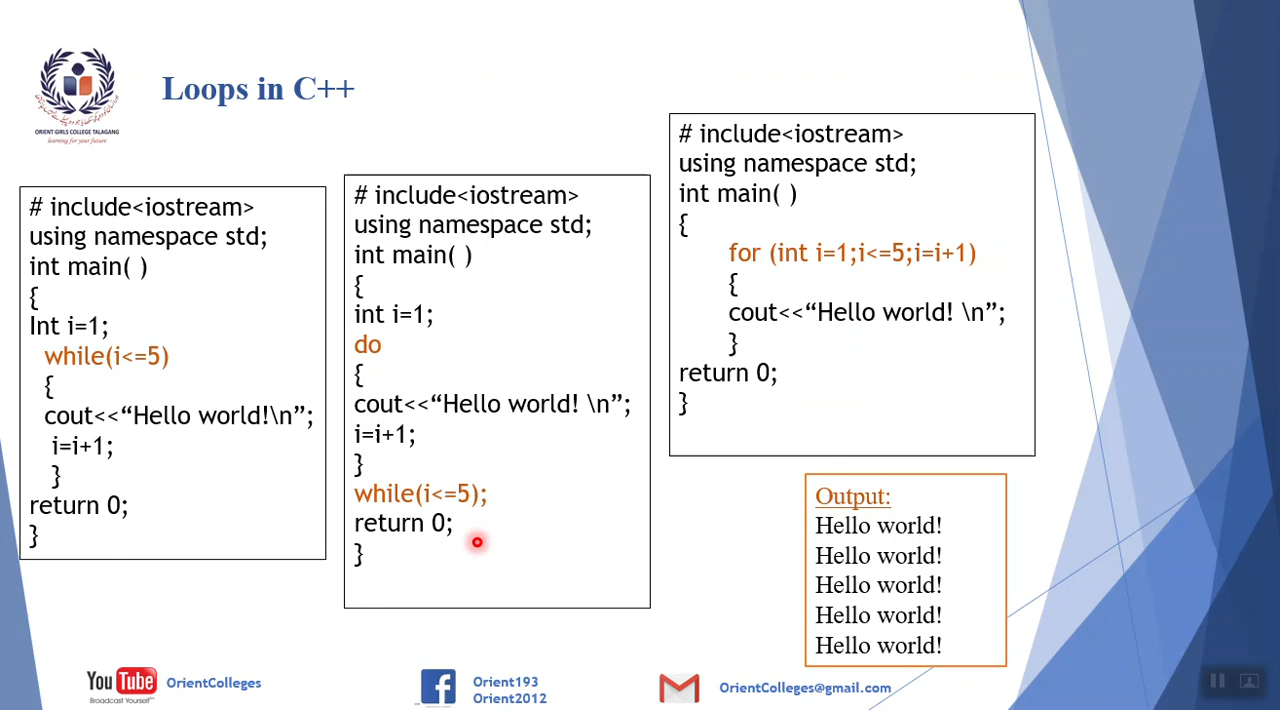 Loops in C++
ORIENT GIRLS COLLEGE TALAGANG
learning for your future
# include<iostream>
using namespace std;
int main( )
{
Int i=1;
while(i<=5)
{
cout<<“Hello world!\n”;
i=i+1;
}
return 0;
}
# include<iostream>
using namespace std;
int main( )
{
int i=1;
do
{
cout<<“Hello world! \n”;
i=i+1;
}
while(i<=5);
return 0;
}
# include<iostream>
using namespace std;
int main( )
{
for (int i=1;i<=5;i=i+1)
{
cout<<“Hello world! \n”;
}
return 0;
}
Output:
Hello world!
Hello world!
Hello world!
Hello world!
Hello world!
YouTube
Broadcast Yourself™
OrientColleges
f
Orient193
Orient2012
OrientColleges@gmail.com